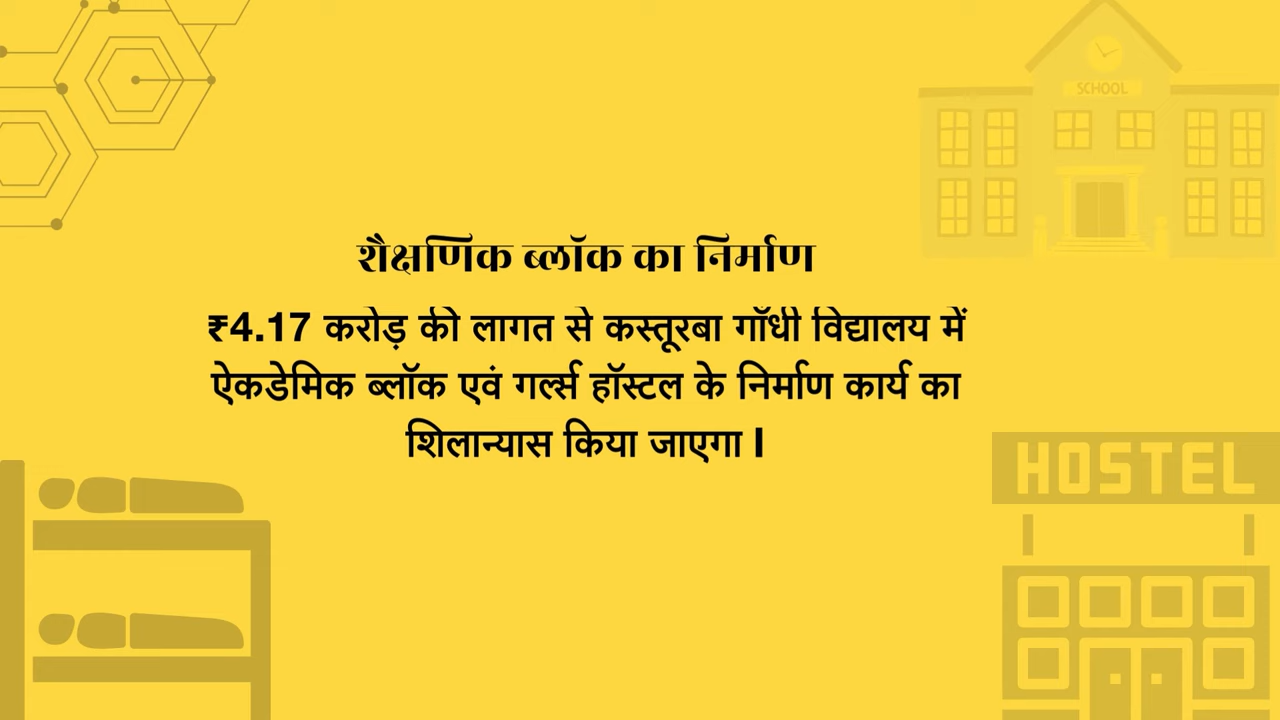 SCHOOL
शैक्षणिक ब्लॉक का निर्माण
₹4.17 करोड़ की लागत से कस्तूरबा गाँधी विद्यालय में
ऐकडेमिक ब्लॉक एवं गर्ल्स हॉस्टल के निर्माण कार्य का
शिलान्यास किया जाएगा।
HOSTEL